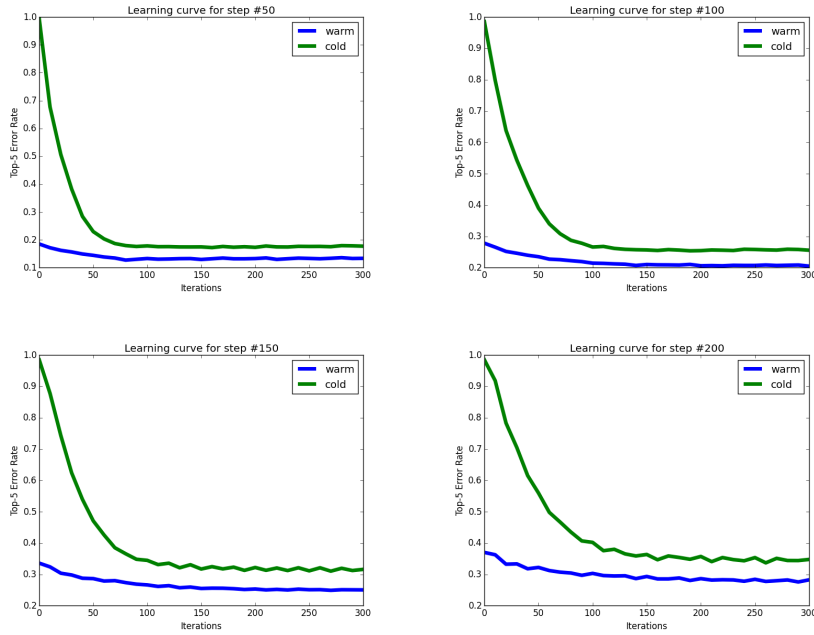 Learning curve for step #50
warm
cold
Top-5 Error Rate
1.0
0.9
0.8
0.7
0.6
0.5
0.4
0.3
0.2
0.1
0 50 100 150 200 250 300
Iterations
Learning curve for step #100
warm
cold
Top-5 Error Rate
1.0
0.9
0.8
0.7
0.6
0.5
0.4
0.3
0.2
0 50 100 150 200 250 300
Iterations
Learning curve for step #150
warm
cold
Top-5 Error Rate
1.0
0.9
0.8
0.7
0.6
0.5
0.4
0.3
0.2
0 50 100 150 200 250 300
Iterations
Learning curve for step #200
warm
cold
Top-5 Error Rate
1.0
0.9
0.8
0.7
0.6
0.5
0.4
0.3
0.2
0 50 100 150 200 250 300
Iterations